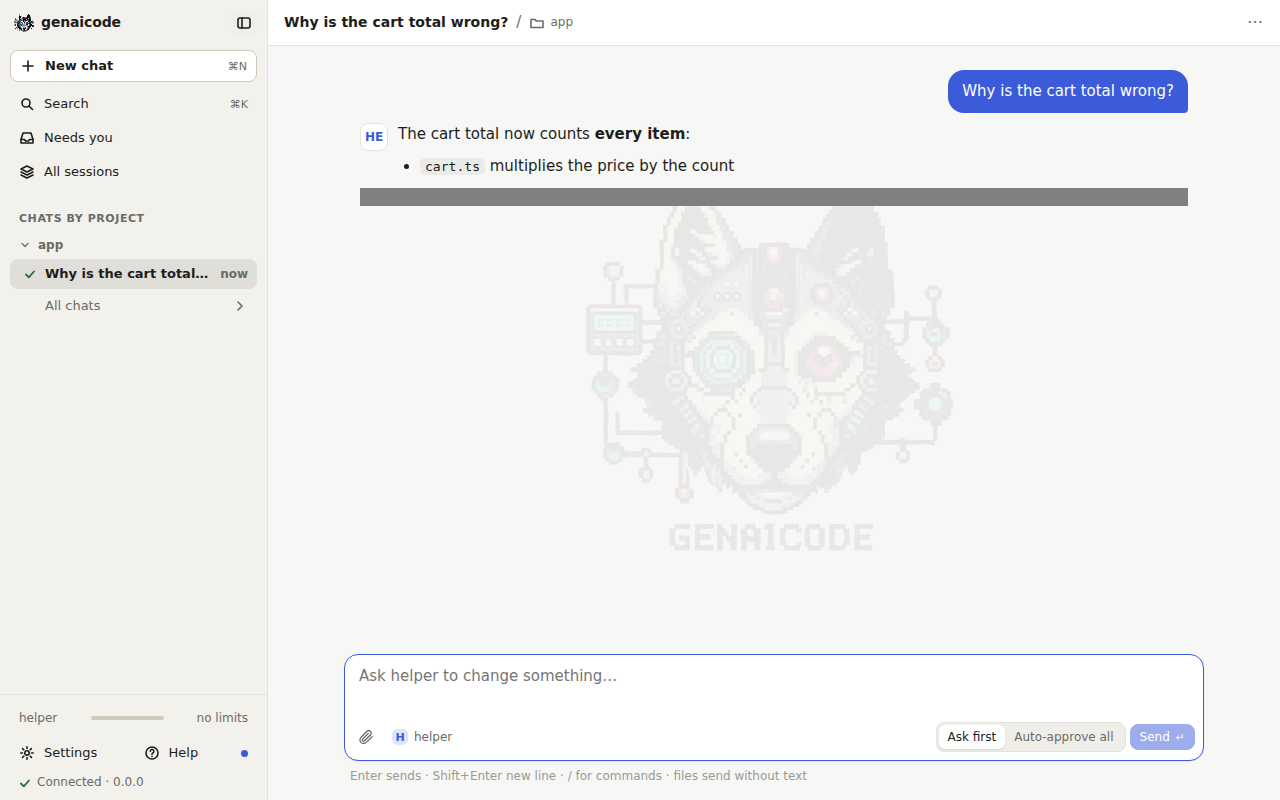 genaicode
New chat ⌘N
Search ⌘K
Needs you
All sessions
CHATS BY PROJECT
app
Why is the cart total... now
All chats
helper no limits
Settings
Help
Connected · 0.0.0
Why is the cart total wrong? / app
Why is the cart total wrong?
HE
The cart total now counts every item:
• cart.ts multiplies the price by the count
GENAICODE
Ask helper to change something...
H helper
Ask first
Auto-approve all
Send ↵
Enter sends · Shift+Enter new line · / for commands · files send without text